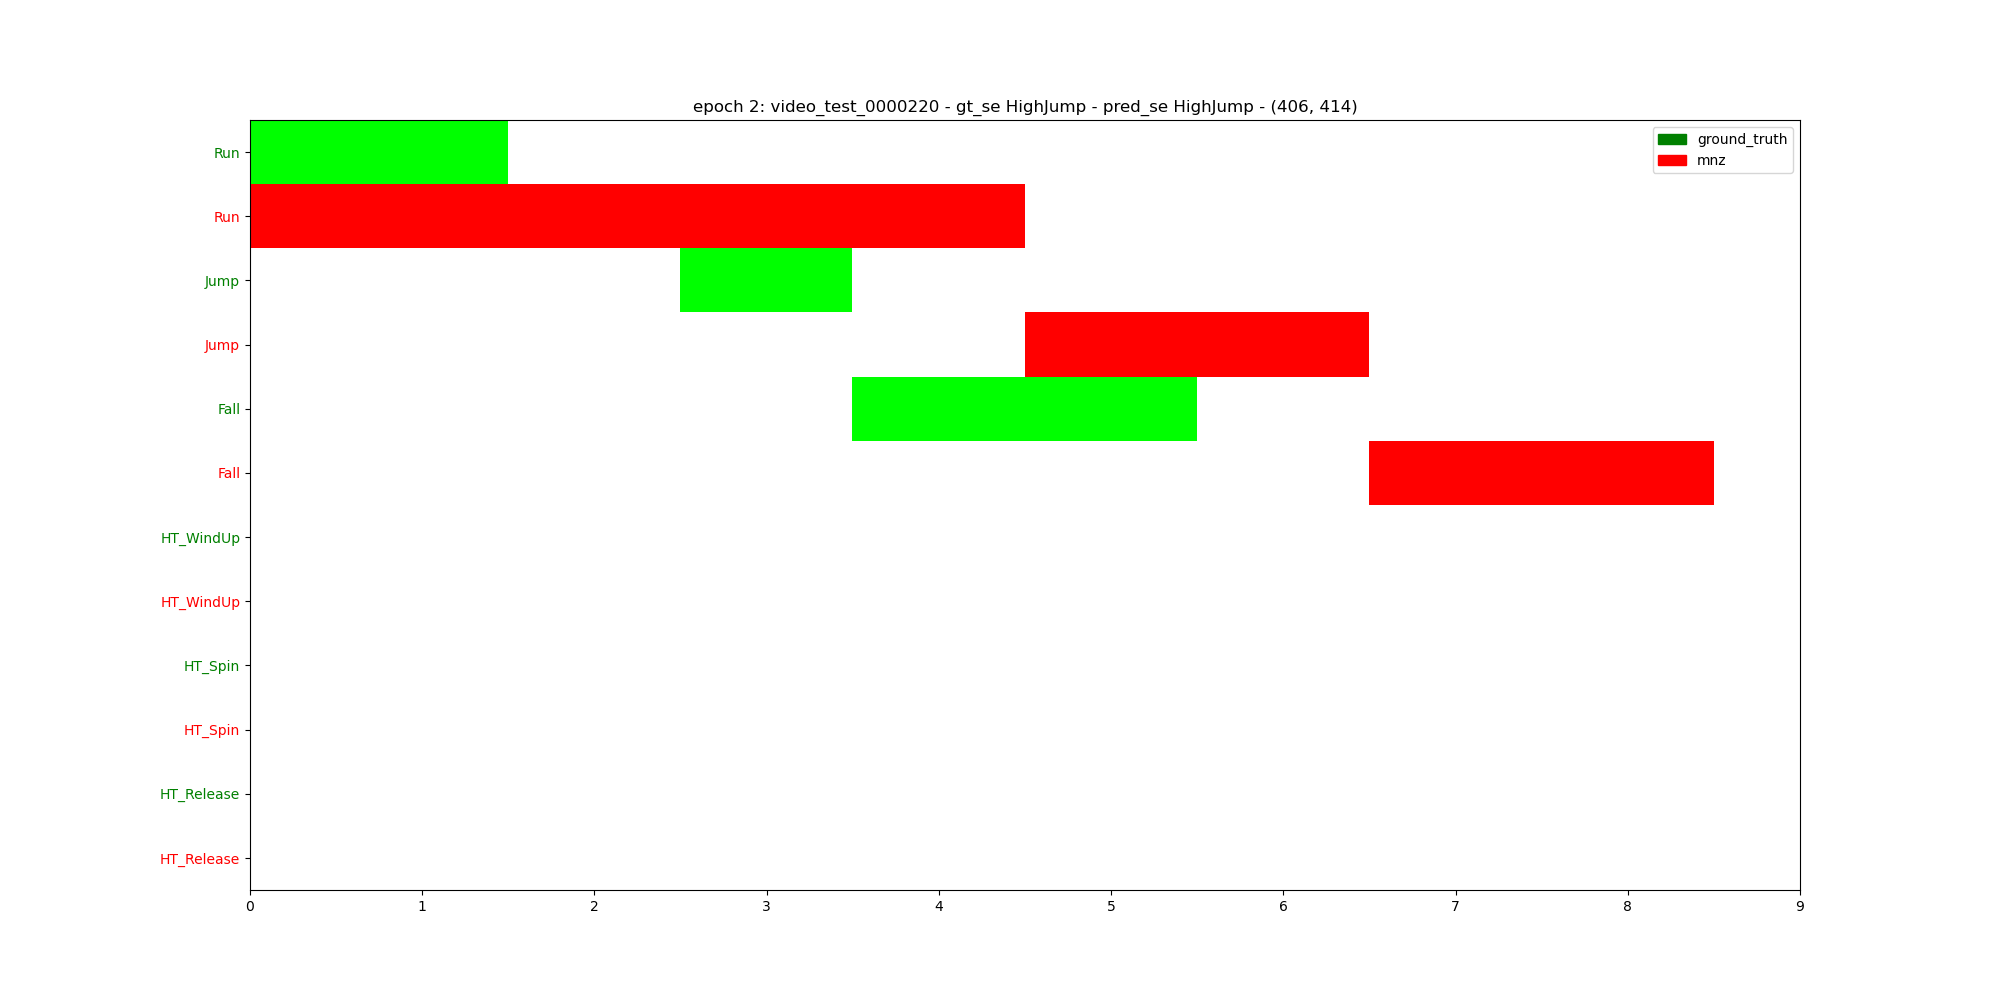 epoch 2: video_test_0000220 - gt_se HighJump - pred_se HighJump - (406, 414)
ground_truth
mnz
Run
Run
Jump
Jump
Fall
Fall
HT_WindUp
HT_WindUp
HT_Spin
HT_Spin
HT_Release
HT_Release
0 1 2 3 4 5 6 7 8 9